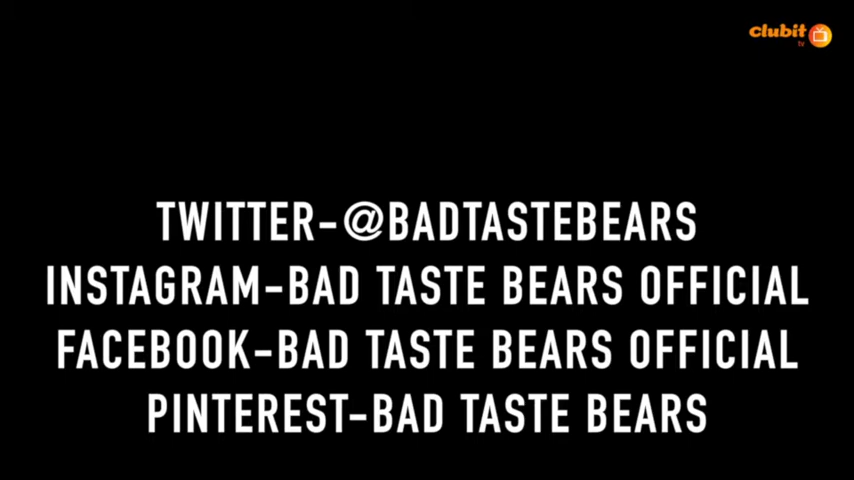 clubit
tv
TWITTER-@BADTASTEBEARS
INSTAGRAM-BAD TASTE BEARS OFFICIAL
FACEBOOK-BAD TASTE BEARS OFFICIAL
PINTEREST-BAD TASTE BEARS